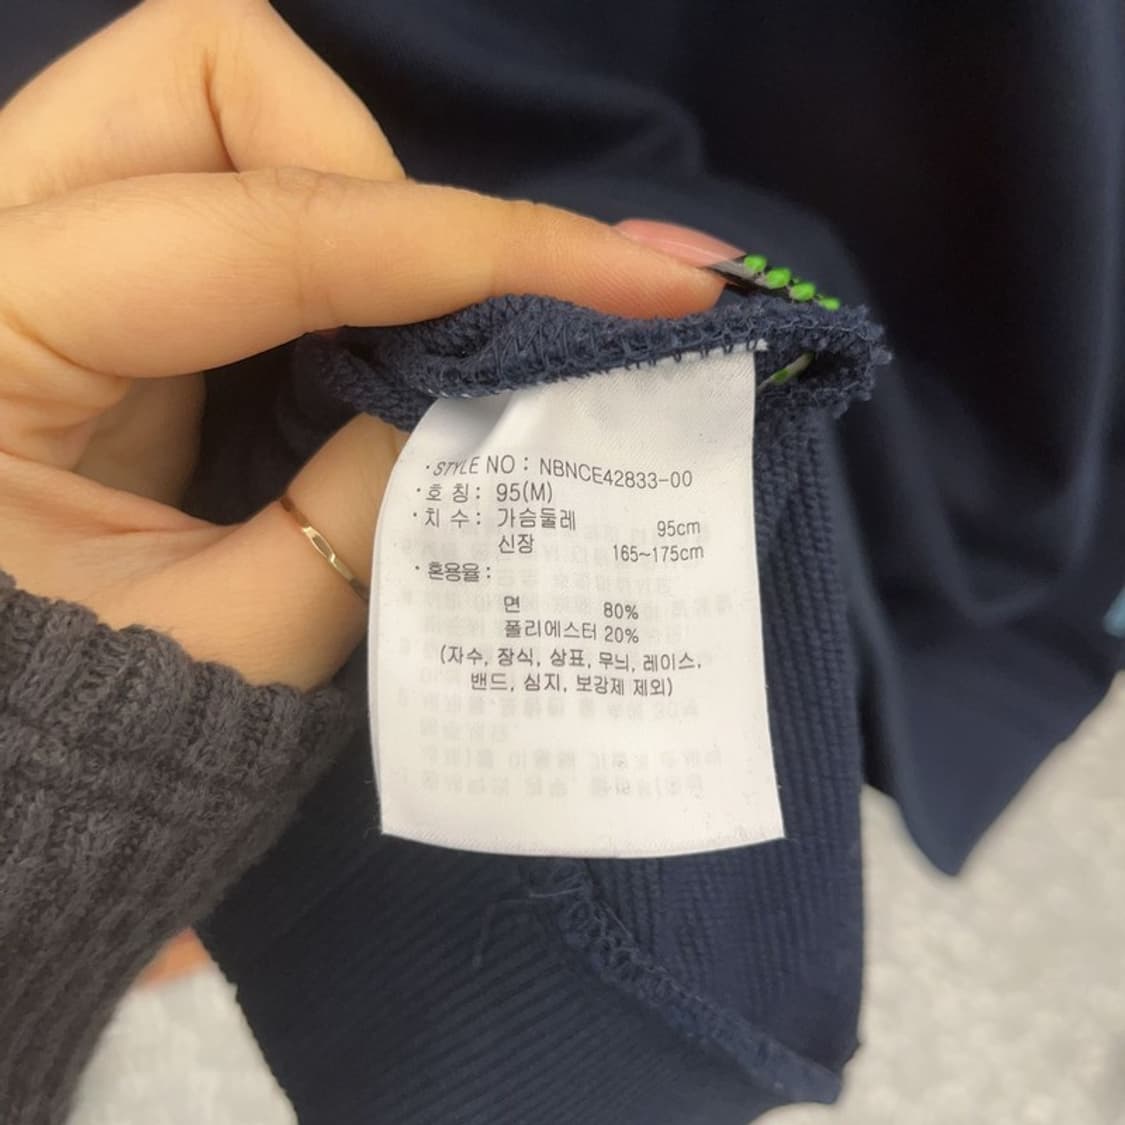 · STYLE NO : NBNCE42833-00
· 호 칭 : 95(M)
· 치 수 : 가슴둘레 95cm
신장 165~175cm
· 혼용율 :
면 80%
폴리에스터 20%
(자수, 장식, 상표, 무늬, 레이스,
밴드, 심지, 보강제 제외)